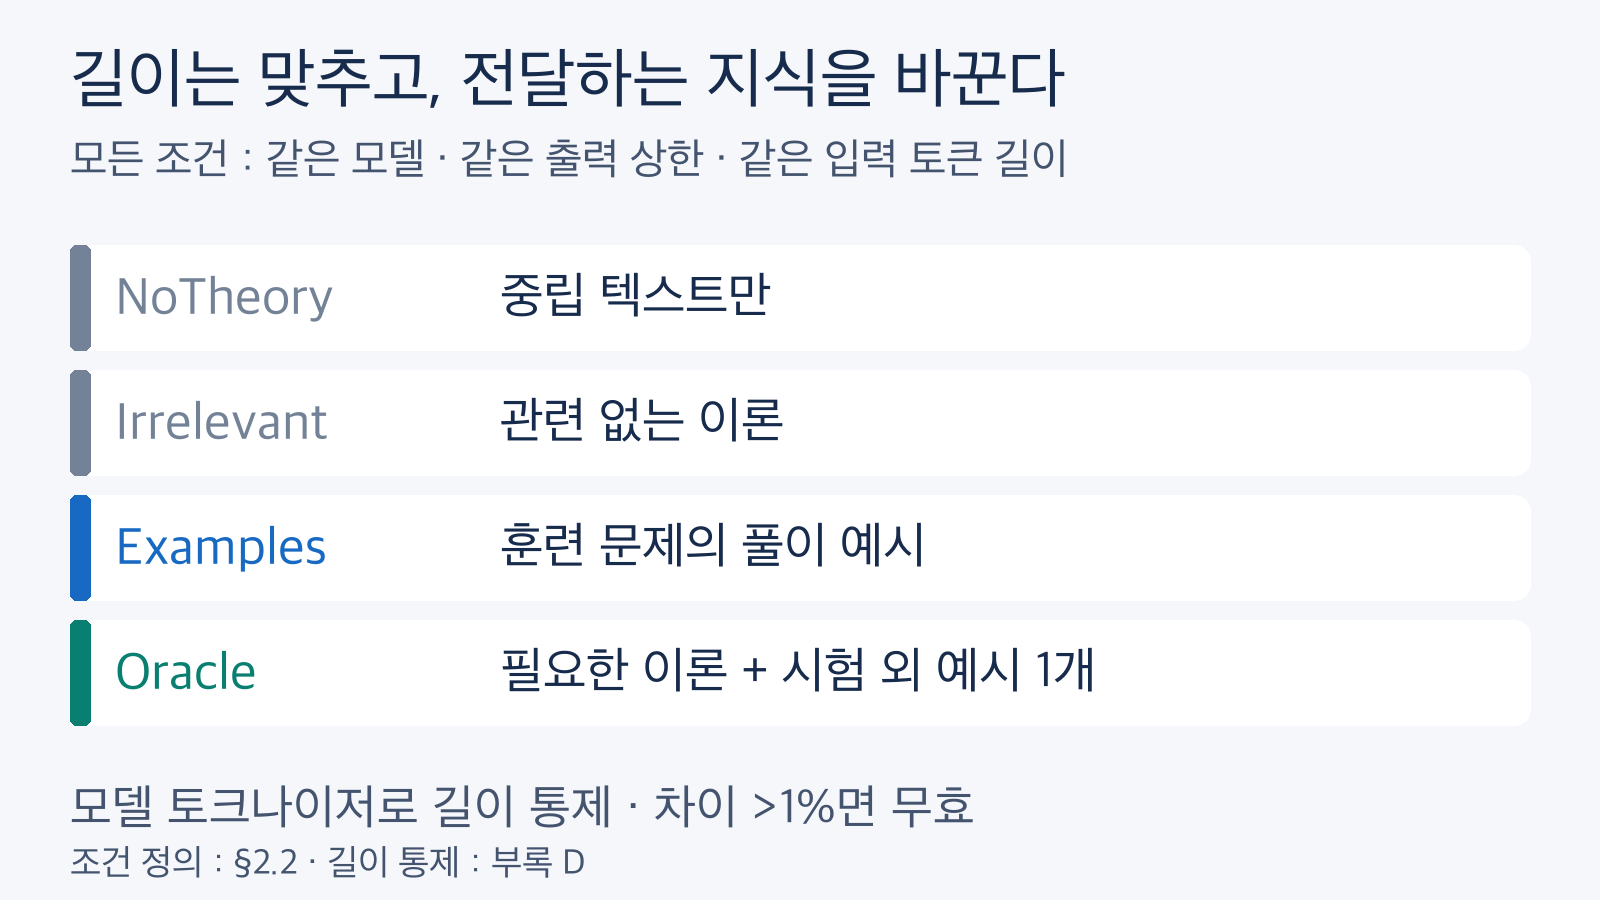 길이는 맞추고, 전달하는 지식을 바꾼다
모든 조건 : 같은 모델 · 같은 출력 상한 · 같은 입력 토큰 길이
NoTheory 중립 텍스트만
Irrelevant 관련 없는 이론
Examples 훈련 문제의 풀이 예시
Oracle 필요한 이론 + 시험 외 예시 1개
모델 토크나이저로 길이 통제 · 차이 >1%면 무효
조건 정의 : §2.2 · 길이 통제 : 부록 D